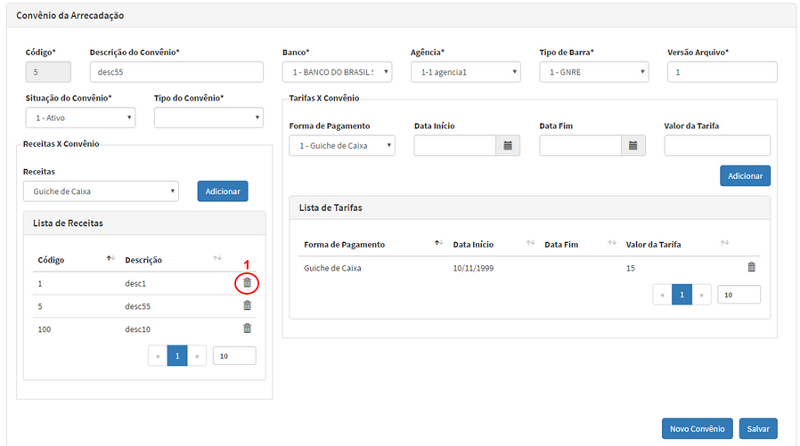 Convênio da Arrecadação
Código* Descrição do Convênio* Banco* Agência* Tipo de Barra* Versão Arquivo*
5 desc55 1 - BANCO DO BRASIL 1-1 agencia1 1 - GNRE 1
Situação do Convênio* Tipo do Convênio* Tarifas X Convênio
1 - Ativo
Forma de Pagamento Data Início Data Fim Valor da Tarifa
Receitas X Convênio 1 - Guiche de Caixa
Receitas
Adicionar
Guiche de Caixa Adicionar
Lista de Tarifas
Lista de Receitas
Forma de Pagamento Data Início Data Fim Valor da Tarifa
Código Descrição 1
Guiche de Caixa 10/11/1999 15
1 desc1
« 1 » 10
5 desc55
100 desc10
« 1 » 10
Novo Convênio Salvar